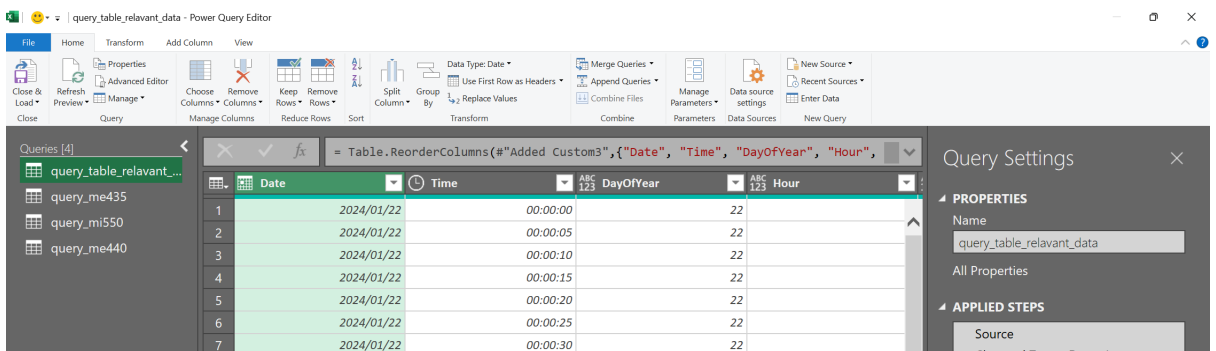 query_table_relavant_data - Power Query Editor
File Home Transform Add Column View
Close & Load
Refresh Preview
Properties
Advanced Editor
Manage
Choose Columns
Remove Columns
Keep Rows
Remove Rows
Split Column
Group By
Data Type: Date
Use First Row as Headers
Replace Values
Merge Queries
Append Queries
Combine Files
Manage Parameters
Data source settings
New Source
Recent Sources
Enter Data
Close Query Manage Columns Reduce Rows Sort Transform Combine Parameters Data Sources New Query
Queries [4]
query_table_relavant_...
query_me435
query_mi550
query_me440
fx = Table.ReorderColumns(#"Added Custom3",{"Date", "Time", "DayOfYear", "Hour",
Date Time ABC 123 DayOfYear ABC 123 Hour
1 2024/01/22 00:00:00 22
2 2024/01/22 00:00:05 22
3 2024/01/22 00:00:10 22
4 2024/01/22 00:00:15 22
5 2024/01/22 00:00:20 22
6 2024/01/22 00:00:25 22
7 2024/01/22 00:00:30 22
Query Settings
PROPERTIES
Name
query_table_relavant_data
All Properties
APPLIED STEPS
Source